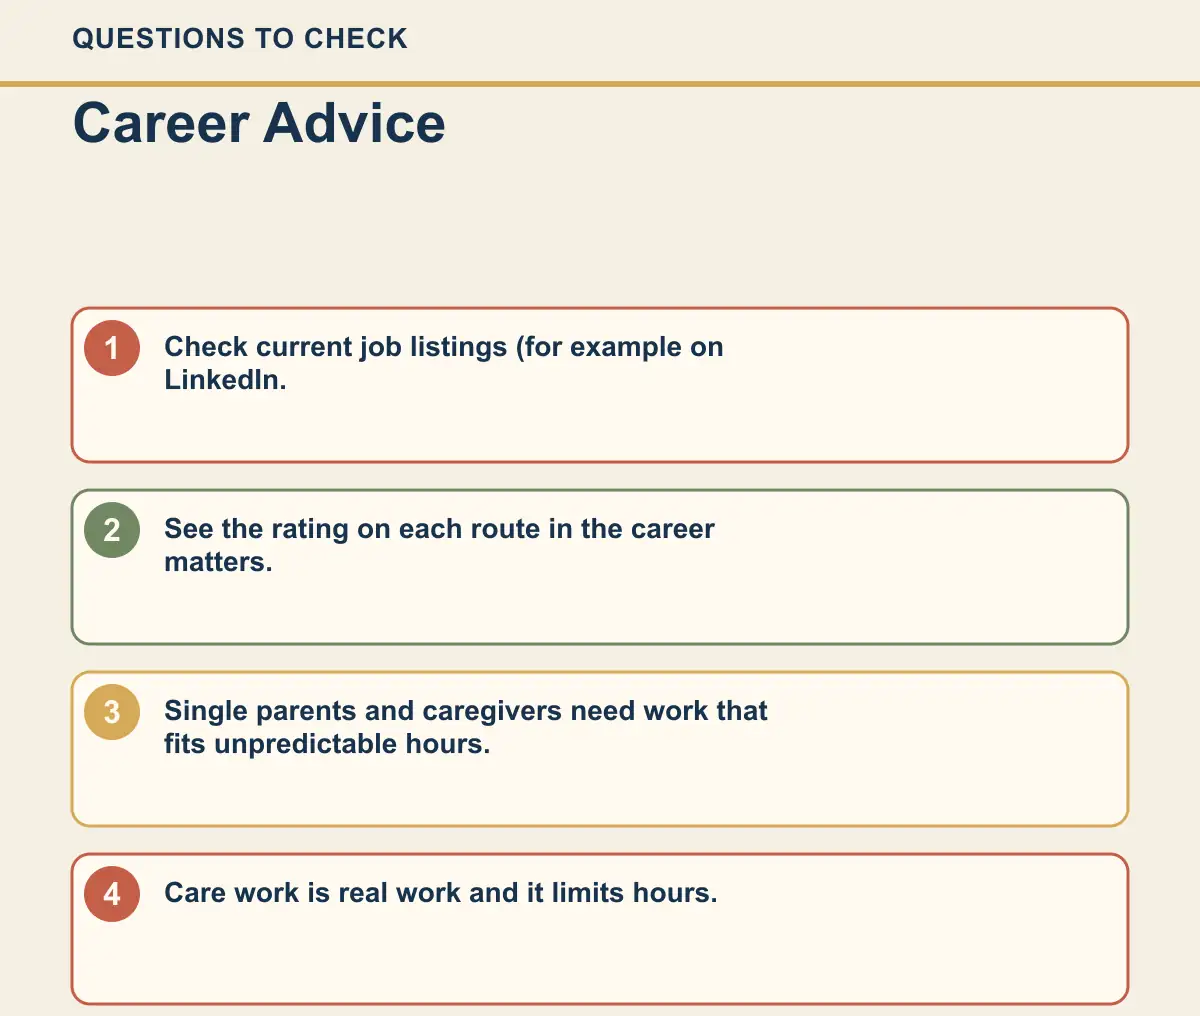 QUESTIONS TO CHECK
Career Advice
1
Check current job listings (for example on
LinkedIn.
2
See the rating on each route in the career
matters.
3
Single parents and caregivers need work that
fits unpredictable hours.
4
Care work is real work and it limits hours.